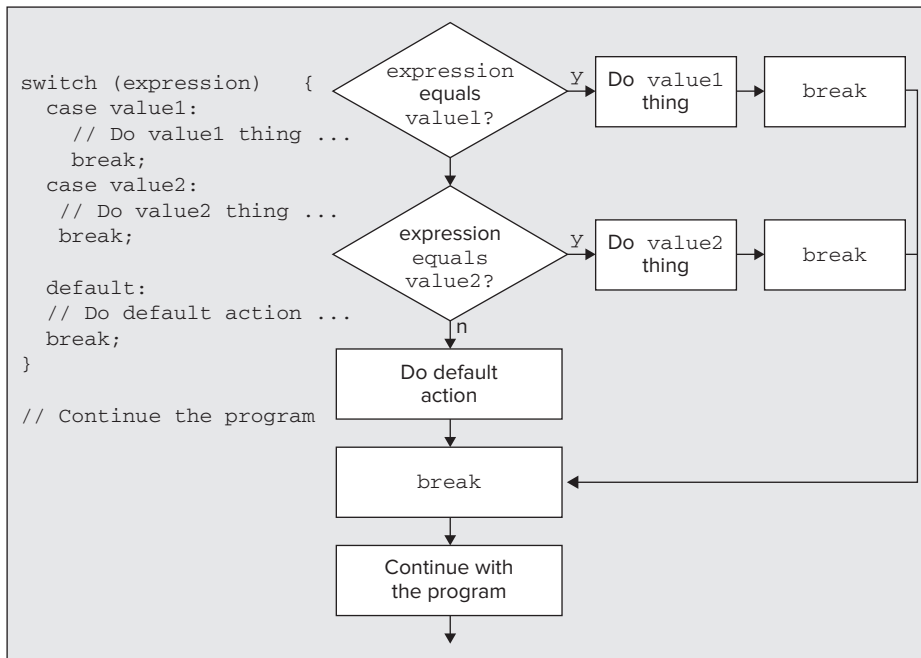 switch (expression)   {
  case value1:
    // Do value1 thing ...
    break;
  case value2:
   // Do value2 thing ...
   break;

  default:
  // Do default action ...
  break;
}

// Continue the program
expression
equals
value1?
y
Do value1
thing
break
expression
equals
value2?
y
Do value2
thing
break
n
Do default
action
break
Continue with
the program